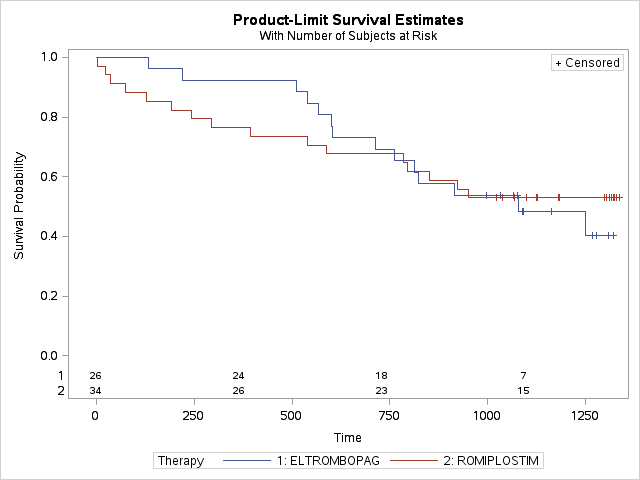 Product-Limit Survival Estimates
With Number of Subjects at Risk
+ Censored
Survival Probability
1.0
0.8
0.6
0.4
0.2
0.0
1 26 24 18 7
2 34 26 23 15
0 250 500 750 1000 1250
Time
Therapy 1: ELTROMBOPAG 2: ROMIPLOSTIM